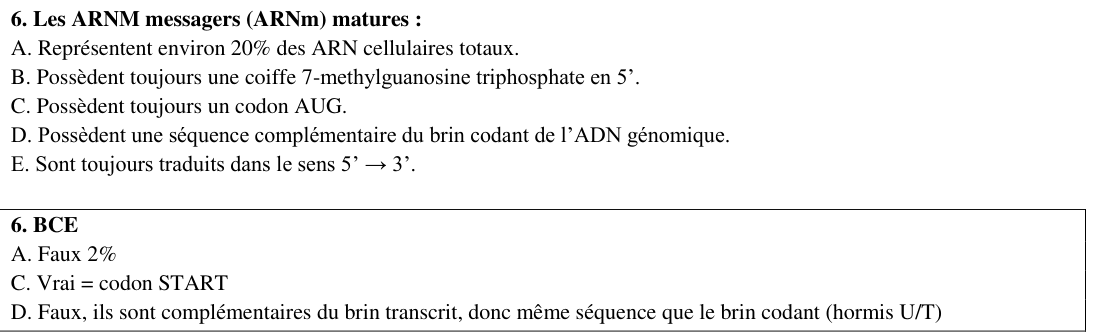 6. Les ARNM messagers (ARNm) matures :
A. Représentent environ 20% des ARN cellulaires totaux.
B. Possèdent toujours une coiffe 7-methylguanosine triphosphate en 5’.
C. Possèdent toujours un codon AUG.
D. Possèdent une séquence complémentaire du brin codant de l’ADN génomique.
E. Sont toujours traduits dans le sens 5’ → 3’.
6. BCE
A. Faux 2%
C. Vrai = codon START
D. Faux, ils sont complémentaires du brin transcrit, donc même séquence que le brin codant (hormis U/T)